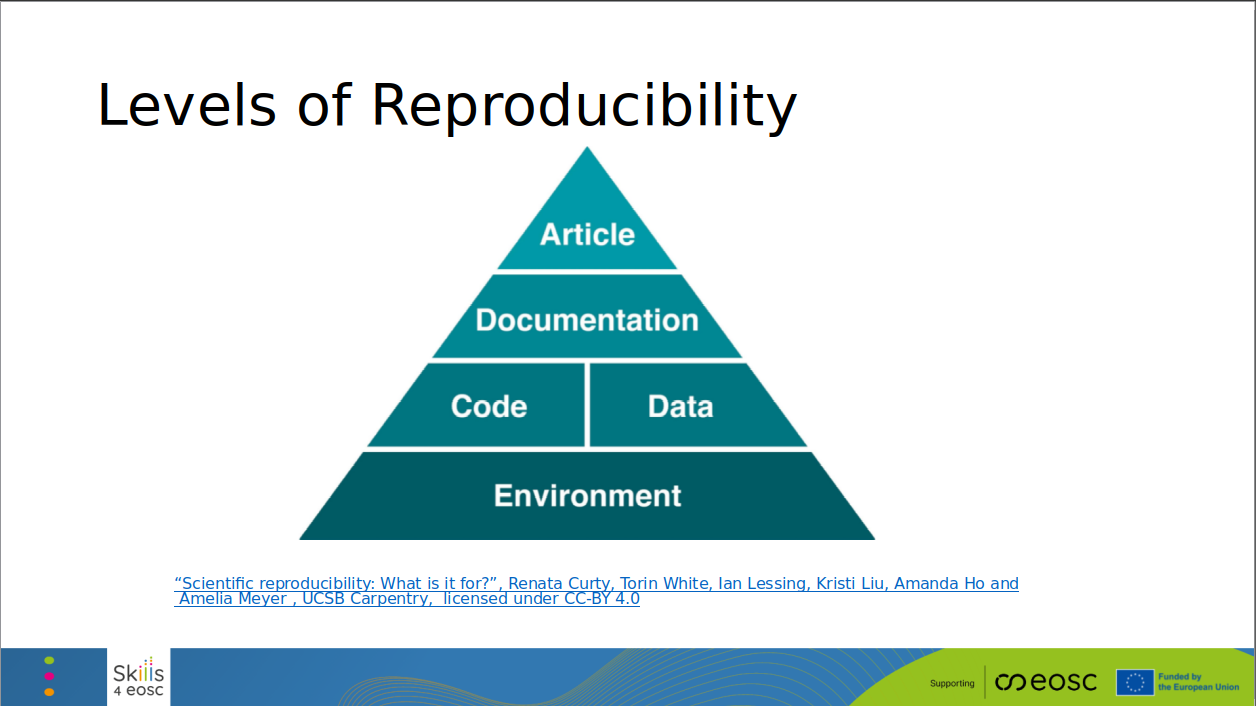 Levels of Reproducibility
Article
Documentation
Code Data
Environment
“Scientific reproducibility: What is it for?”, Renata Curty, Torin White, Ian Lessing, Kristi Liu, Amanda Ho and
Amelia Meyer , UCSB Carpentry,  licensed under CC-BY 4.0
Skills
4 eosc
Supporting
eosc
Funded by
the European Union